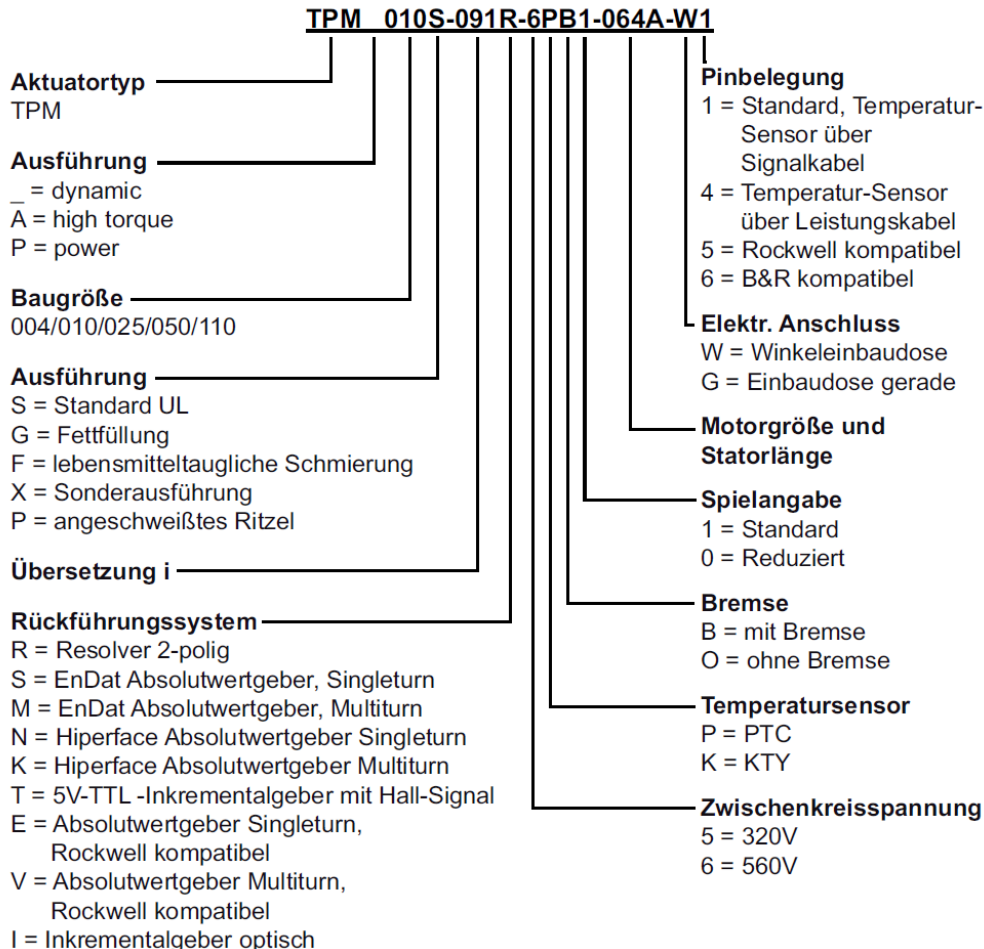 TPM_010S-091R-6PB1-064A-W1
Aktuatortyp
TPM
Ausführung
_ = dynamic
A = high torque
P = power
Baugröße
004/010/025/050/110
Ausführung
S = Standard UL
G = Fettfüllung
F = lebensmitteltaugliche Schmierung
X = Sonderausführung
P = angeschweißtes Ritzel
Übersetzung i
Rückführungssystem
R = Resolver 2-polig
S = EnDat Absolutwertgeber, Singleturn
M = EnDat Absolutwertgeber, Multiturn
N = Hiperface Absolutwertgeber Singleturn
K = Hiperface Absolutwertgeber Multiturn
T = 5V-TTL -Inkrementalgeber mit Hall-Signal
E = Absolutwertgeber Singleturn,
Rockwell kompatibel
V = Absolutwertgeber Multiturn,
Rockwell kompatibel
I = Inkrementalgeber optisch
Pinbelegung
1 = Standard, Temperatur-
Sensor über
Signalkabel
4 = Temperatur-Sensor
über Leistungskabel
5 = Rockwell kompatibel
6 = B&R kompatibel
Elektr. Anschluss
W = Winkeleinbaudose
G = Einbaudose gerade
Motorgröße und
Statorlänge
Spielangabe
1 = Standard
0 = Reduziert
Bremse
B = mit Bremse
O = ohne Bremse
Temperatursensor
P = PTC
K = KTY
Zwischenkreisspannung
5 = 320V
6 = 560V